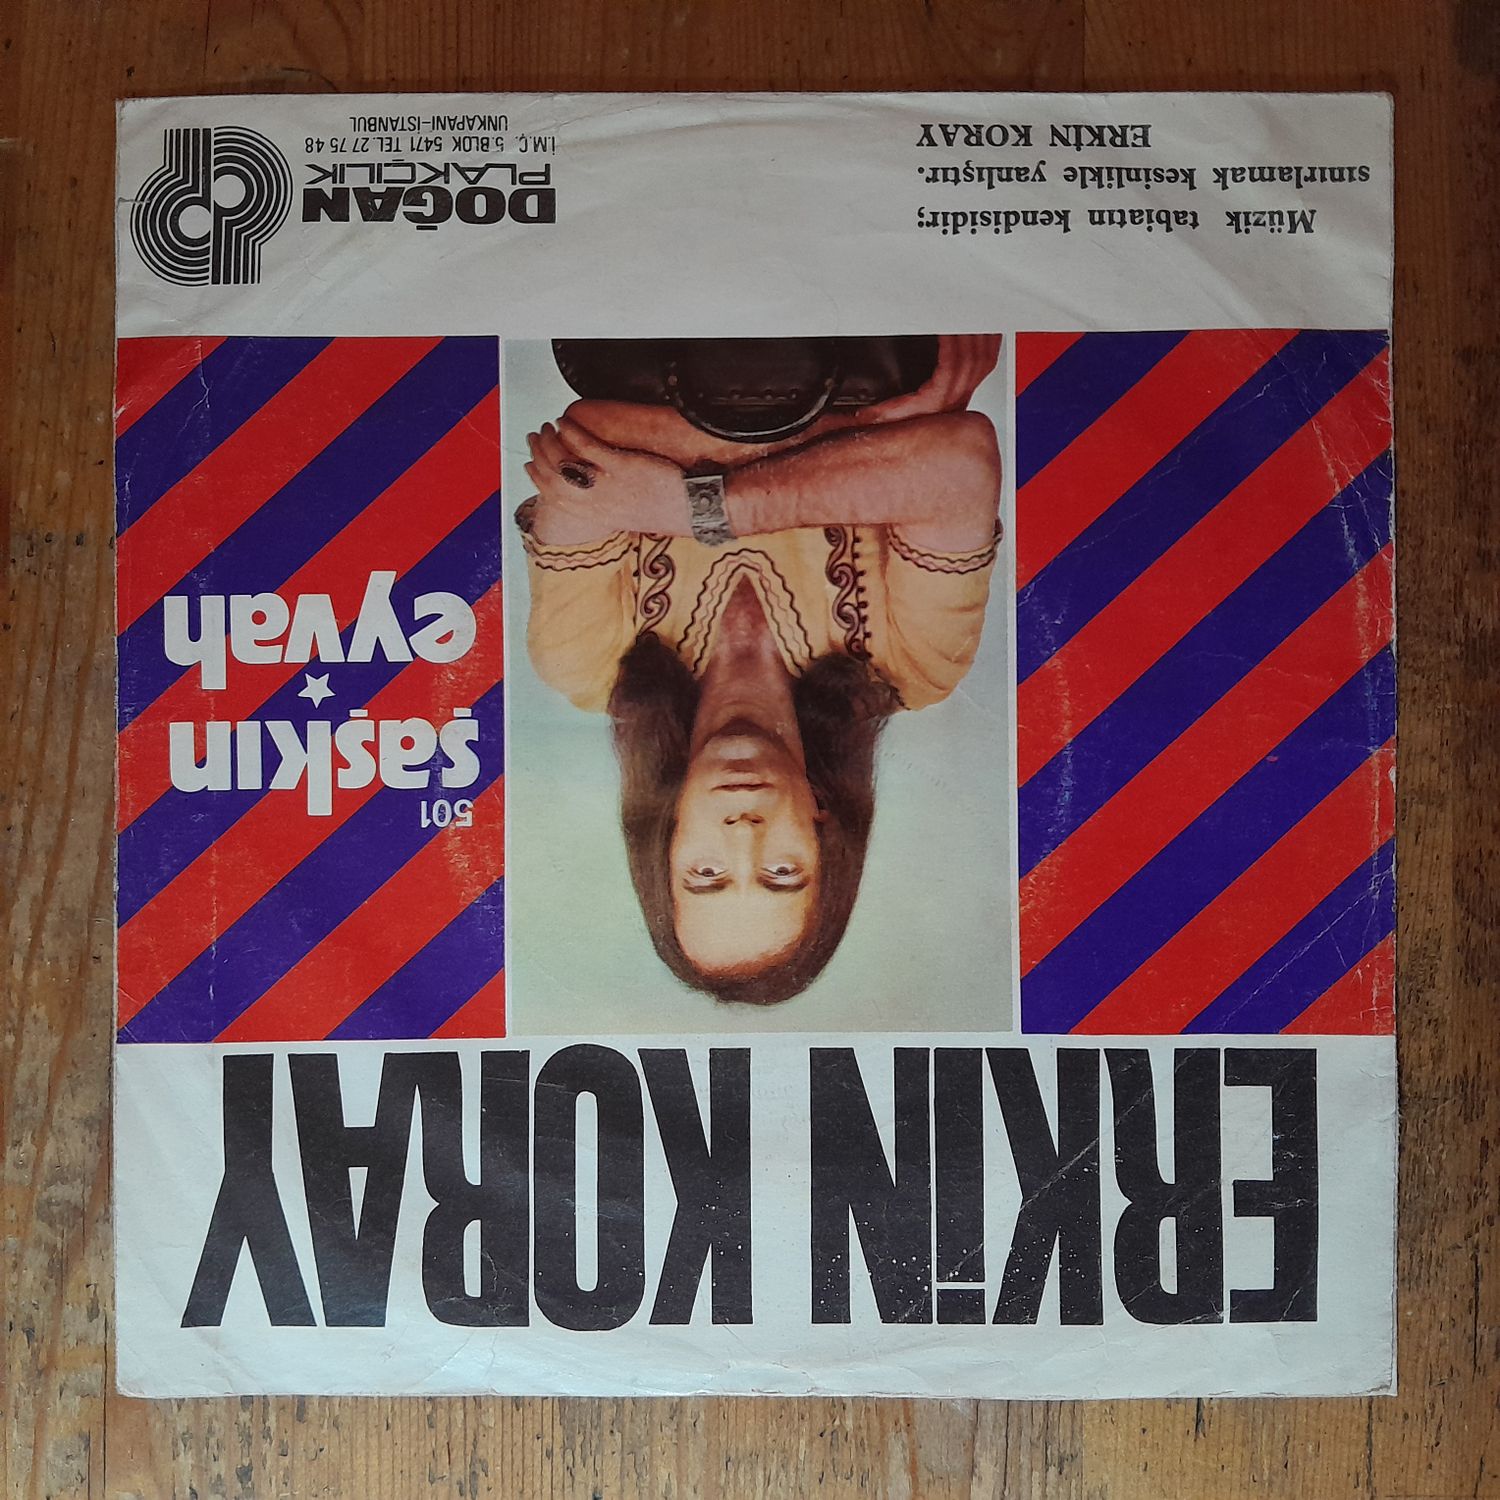 ERKİN KORAY
501
şaşkın
eyvah
Müzik tabiatın kendisidir;
sınırlamak kesinlikle yanlıştır.
ERKİN KORAY
DOĞAN
PLAKÇILIK
İ.M.Ç. 5.BLOK 5471 TEL.27 75 48
UNKAPANI-İSTANBUL